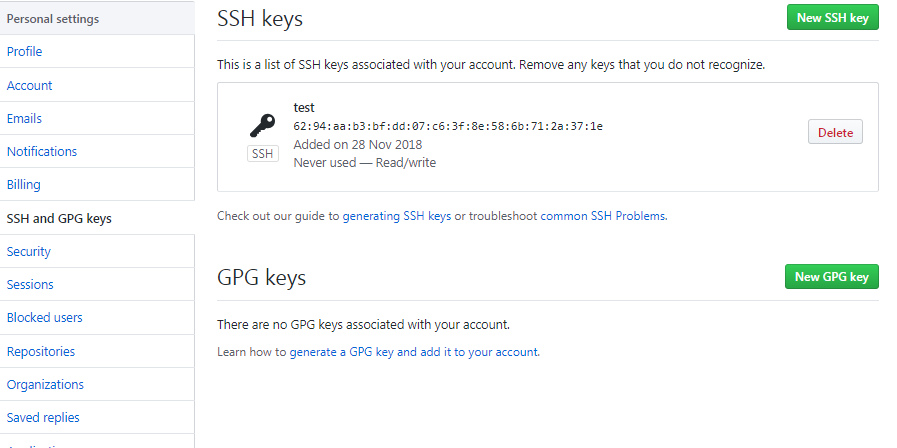 Personal settings
Profile
Account
Emails
Notifications
Billing
SSH and GPG keys
Security
Sessions
Blocked users
Repositories
Organizations
Saved replies
SSH keys
New SSH key
This is a list of SSH keys associated with your account. Remove any keys that you do not recognize.
test
62:94:aa:b3:bf:dd:07:c6:3f:8e:58:6b:71:2a:37:1e
Added on 28 Nov 2018
Never used — Read/write
SSH
Delete
Check out our guide to generating SSH keys or troubleshoot common SSH Problems.
GPG keys
New GPG key
There are no GPG keys associated with your account.
Learn how to generate a GPG key and add it to your account.